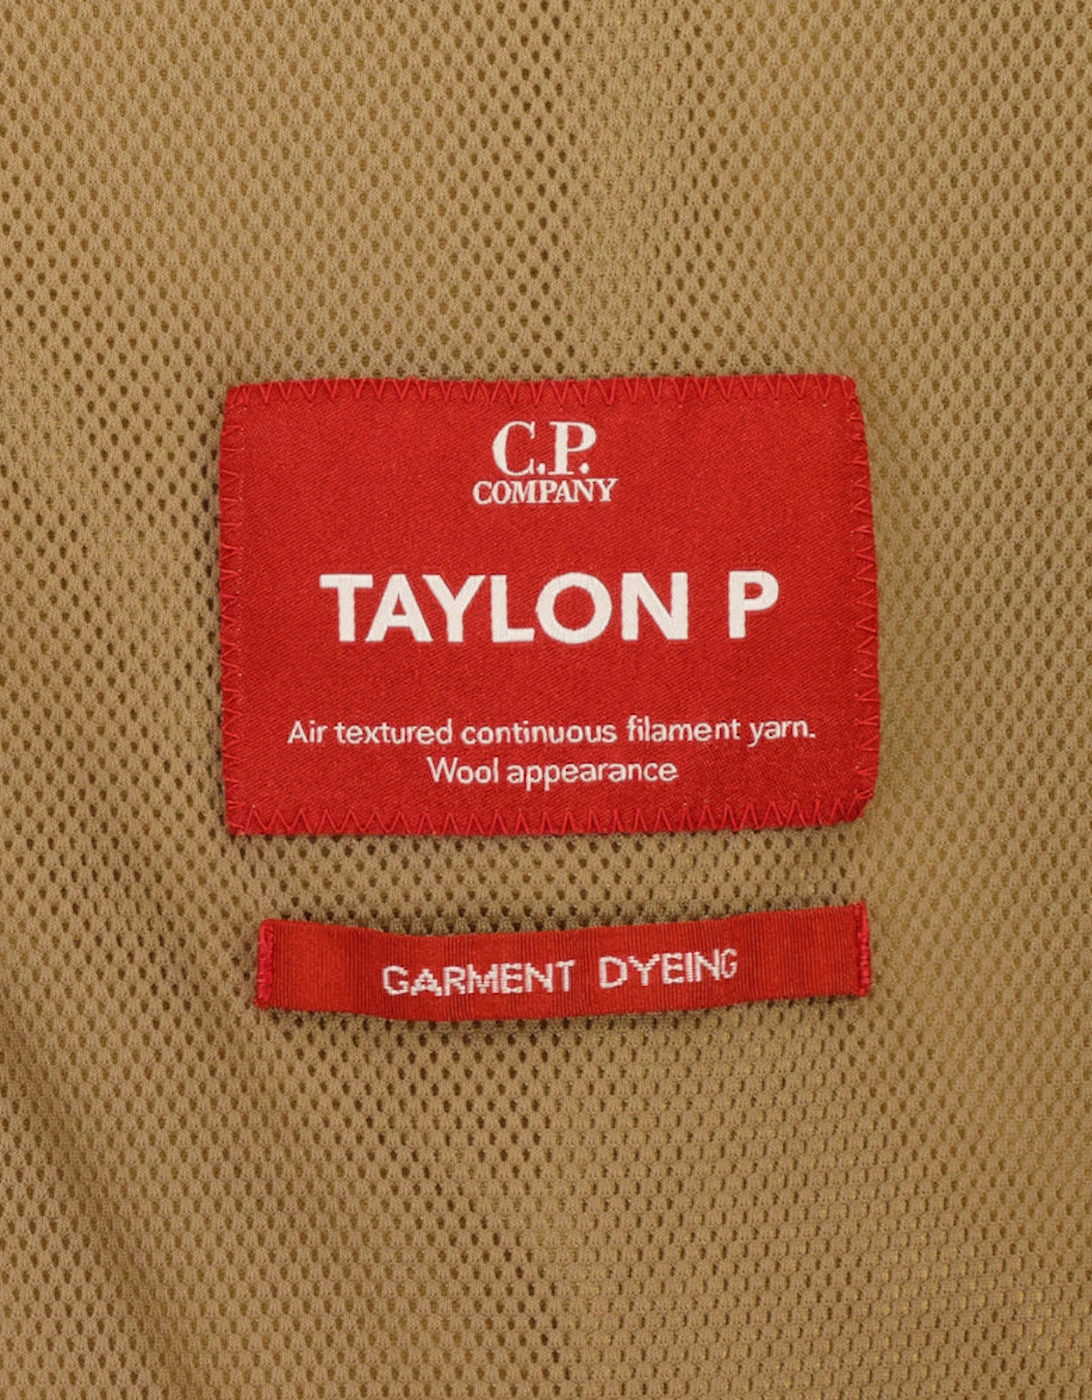 C.P.
COMPANY
TAYLON P
Air textured continuous filament yarn.
Wool appearance
GARMENT DYEING